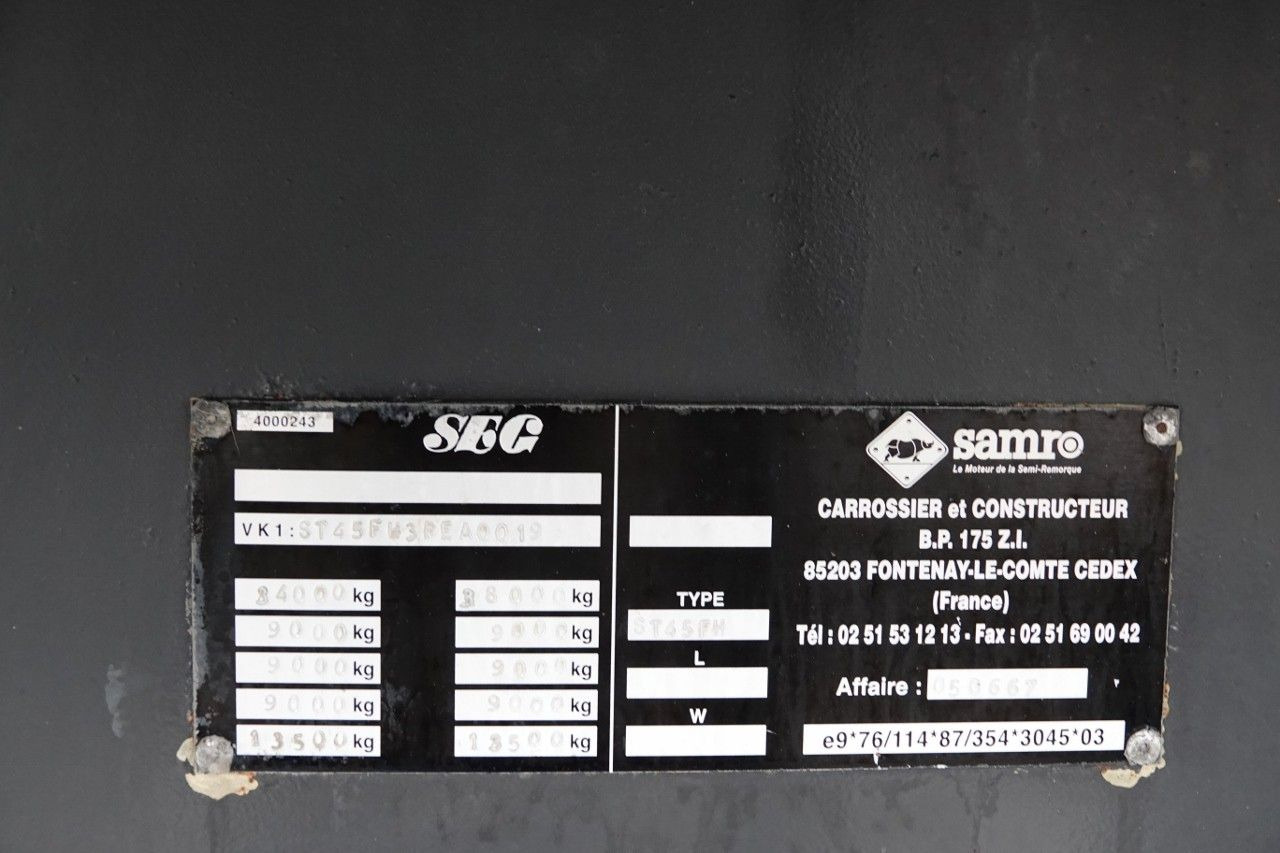 4000243
SEG
VK1: ST45FH3PEA0019
34000 kg 38000 kg
9000 kg 9000 kg
9000 kg 9000 kg
9000 kg 9000 kg
13500 kg 13500 kg
TYPE
ST45FH
L
W
samro
Le Moteur de la Semi-Remorque
CARROSSIER et CONSTRUCTEUR
B.P. 175 Z.I.
85203 FONTENAY-LE-COMTE CEDEX
(France)
Tél : 02 51 53 12 13 - Fax : 02 51 69 00 42
Affaire : 050667
e9*76/114*87/354*3045*03